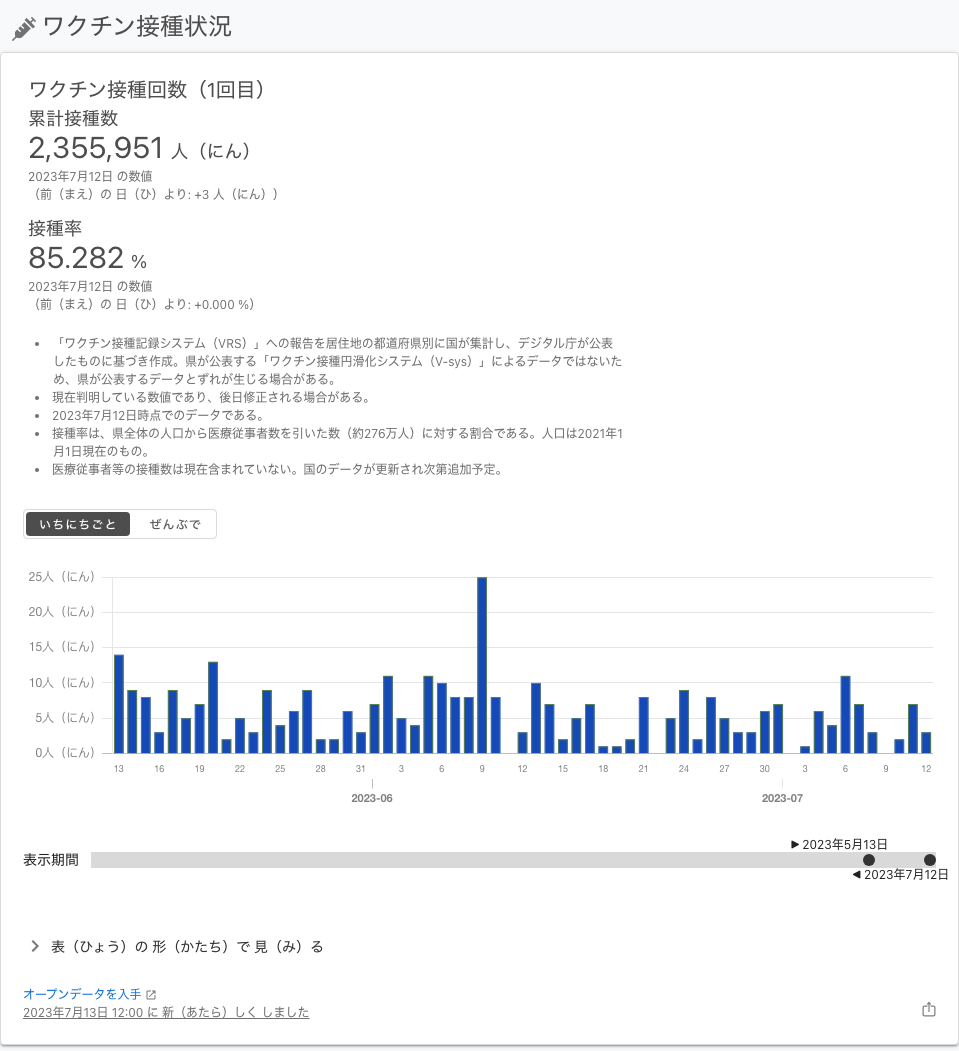 ワクチン接種状況
ワクチン接種回数（1回目）
累計接種数
2,355,951 人（にん）
2023年7月12日 の数値
（前（まえ）の 日（ひ）より: +3 人（にん））
接種率
85.282 %
2023年7月12日 の数値
（前（まえ）の 日（ひ）より: +0.000 %）
• 「ワクチン接種記録システム（VRS）」への報告を居住地の都道府県別に国が集計し、デジタル庁が公表
したものに基づき作成。県が公表する「ワクチン接種円滑化システム（V-sys）」によるデータではないた
め、県が公表するデータとずれが生じる場合がある。
• 現在判明している数値であり、後日修正される場合がある。
• 2023年7月12日時点でのデータである。
• 接種率は、県全体の人口から医療従事者数を引いた数（約276万人）に対する割合である。人口は2021年1
月1日現在のもの。
• 医療従事者等の接種数は現在含まれていない。国のデータが更新され次第追加予定。
いちにちごと ぜんぶで
25人（にん）
20人（にん）
15人（にん）
10人（にん）
5人（にん）
0人（にん）
13 16 19 22 25 28 31 3 6 9 12 15 18 21 24 27 30 3 6 9 12
2023-06 2023-07
▶ 2023年5月13日
表示期間
◀ 2023年7月12日
表（ひょう）の 形（かたち）で 見（み）る
オープンデータを入手
2023年7月13日 12:00 に 新（あたら）しく しました